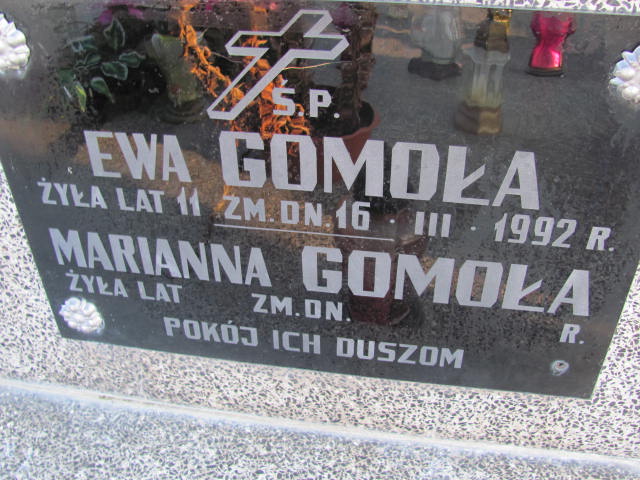 Ś.P.
EWA GOMOŁA
ŻYŁA LAT 11 ZM. DN 16 · III · 1992 R.
MARIANNA GOMOŁA
ŻYŁA LAT ZM. DN. R.
POKÓJ ICH DUSZOM